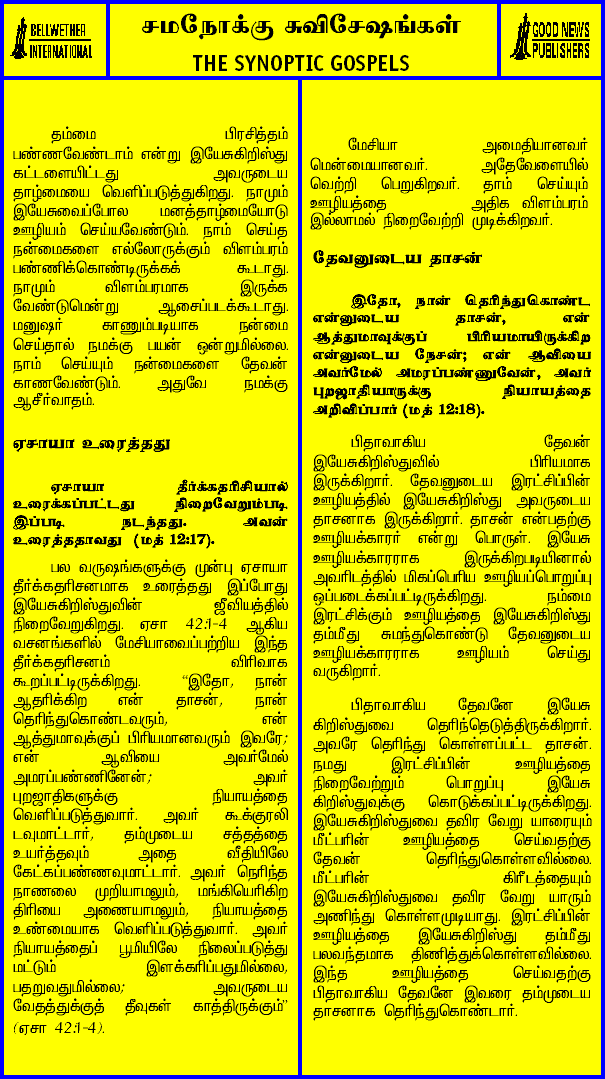 BELLWETHER
INTERNATIONAL
சமநோக்கு சுவிசேஷங்கள்
THE SYNOPTIC GOSPELS
GOOD NEWS
PUBLISHERS
தம்மை பிரசித்தம்
பண்ணவேண்டாம் என்று இயேசுகிறிஸ்து
கட்டளையிட்டது அவருடைய
தாழ்மையை வெளிப்படுத்துகிறது. நாமும்
இயேசுவைப்போல மனத்தாழ்மையோடு
ஊழியம் செய்யவேண்டும். நாம் செய்த
நன்மைகளை எல்லோருக்கும் விளம்பரம்
பண்ணிக்கொண்டிருக்கக் கூடாது.
நாமும் விளம்பரமாக இருக்க
வேண்டுமென்று ஆசைப்படக்கூடாது.
மனுஷர் காணும்படியாக நன்மை
செய்தால் நமக்கு பயன் ஒன்றுமில்லை.
நாம் செய்யும் நன்மைகளை தேவன்
காணவேண்டும். அதுவே நமக்கு
ஆசீர்வாதம்.
ஏசாயா உரைத்தது
ஏசாயா தீர்க்கதரிசியால்
உரைக்கப்பட்டது நிறைவேறும்படி
இப்படி நடந்தது. அவன்
உரைத்ததாவது (மத் 12:17).
பல வருஷங்களுக்கு முன்பு ஏசாயா
தீர்க்கதரிசனமாக உரைத்தது இப்போது
இயேசுகிறிஸ்துவின் ஜீவியத்தில்
நிறைவேறுகிறது. ஏசா 42:1-4 ஆகிய
வசனங்களில் மேசியாவைப்பற்றிய இந்த
தீர்க்கதரிசனம் விரிவாக
கூறப்பட்டிருக்கிறது. “இதோ, நான்
ஆதரிக்கிற என் தாசன், நான்
தெரிந்துகொண்டவரும், என்
ஆத்துமாவுக்குப் பிரியமானவரும் இவரே;
என் ஆவியை அவர்மேல்
அமரப்பண்ணினேன்; அவர்
புறஜாதிகளுக்கு நியாயத்தை
வெளிப்படுத்துவார். அவர் கூக்குரலி
டவுமாட்டார், தம்முடைய சத்தத்தை
உயர்த்தவும் அதை வீதியிலே
கேட்கப்பண்ணவுமாட்டார். அவர் நெரிந்த
நாணலை முறியாமலும், மங்கியெரிகிற
திரியை அணையாமலும், நியாயத்தை
உண்மையாக வெளிப்படுத்துவார். அவர்
நியாயத்தைப் பூமியிலே நிலைப்படுத்து
மட்டும் இளக்கரிப்பதுமில்லை,
பதறுவதுமில்லை; அவருடைய
வேதத்துக்குத் தீவுகள் காத்திருக்கும்”
(ஏசா 42:1-4).
மேசியா அமைதியானவர்
மென்மையானவர். அதேவேளையில்
வெற்றி பெறுகிறவர். தாம் செய்யும்
ஊழியத்தை அதிக விளம்பரம்
இல்லாமல் நிறைவேற்றி முடிக்கிறவர்.
தேவனுடைய தாசன்
இதோ, நான் தெரிந்துகொண்ட
என்னுடைய தாசன், என்
ஆத்துமாவுக்குப் பிரியமாயிருக்கிற
என்னுடைய நேசன்; என் ஆவியை
அவர்மேல் அமரப்பண்ணுவேன், அவர்
புறஜாதியாருக்கு நியாயத்தை
அறிவிப்பார் (மத் 12:18).
பிதாவாகிய தேவன்
இயேசுகிறிஸ்துவில் பிரியமாக
இருக்கிறார். தேவனுடைய இரட்சிப்பின்
ஊழியத்தில் இயேசுகிறிஸ்து அவருடைய
தாசனாக இருக்கிறார். தாசன் என்பதற்கு
ஊழியக்காரர் என்று பொருள். இயேசு
ஊழியக்காரராக இருக்கிறபடியினால்
அவரிடத்தில் மிகப்பெரிய ஊழியப்பொறுப்பு
ஒப்படைக்கப்பட்டிருக்கிறது. நம்மை
இரட்சிக்கும் ஊழியத்தை இயேசுகிறிஸ்து
தம்மீது சுமந்துகொண்டு தேவனுடைய
ஊழியக்காரராக ஊழியம் செய்து
வருகிறார்.
பிதாவாகிய தேவனே இயேசு
கிறிஸ்துவை தெரிந்தெடுத்திருக்கிறார்.
அவரே தெரிந்து கொள்ளப்பட்ட தாசன்.
நமது இரட்சிப்பின் ஊழியத்தை
நிறைவேற்றும் பொறுப்பு இயேசு
கிறிஸ்துவுக்கு கொடுக்கப்பட்டிருக்கிறது.
இயேசுகிறிஸ்துவை தவிர வேறு யாரையும்
மீட்பரின் ஊழியத்தை செய்வதற்கு
தேவன் தெரிந்துகொள்ளவில்லை.
மீட்பரின் கிரீடத்தையும்
இயேசுகிறிஸ்துவை தவிர வேறு யாரும்
அணிந்து கொள்ளமுடியாது. இரட்சிப்பின்
ஊழியத்தை இயேசுகிறிஸ்து தம்மீது
பலவந்தமாக திணித்துக்கொள்ளவில்லை.
இந்த ஊழியத்தை செய்வதற்கு
பிதாவாகிய தேவனே இவரை தம்முடைய
தாசனாக தெரிந்துகொண்டார்.